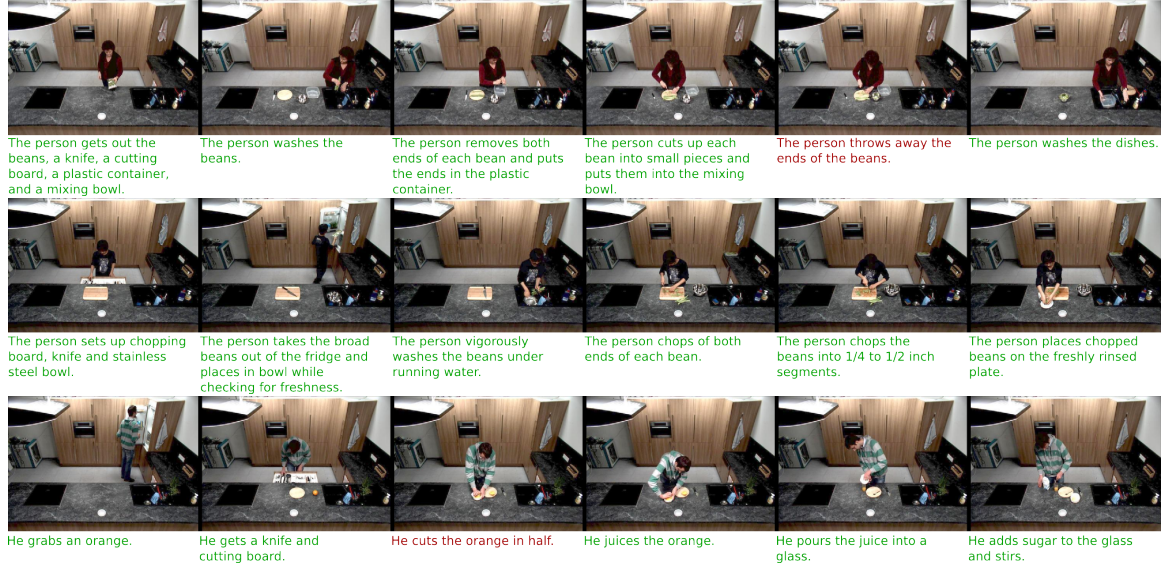 The person gets out the
beans, a knife, a cutting
board, a plastic container,
and a mixing bowl.
The person washes the
beans.
The person removes both
ends of each bean and puts
the ends in the plastic
container.
The person cuts up each
bean into small pieces and
puts them into the mixing
bowl.
The person throws away the
ends of the beans.
The person washes the dishes.
The person sets up chopping
board, knife and stainless
steel bowl.
The person takes the broad
beans out of the fridge and
places in bowl while
checking for freshness.
The person vigorously
washes the beans under
running water.
The person chops of both
ends of each bean.
The person chops the
beans into 1/4 to 1/2 inch
segments.
The person places chopped
beans on the freshly rinsed
plate.
He grabs an orange.
He gets a knife and
cutting board.
He cuts the orange in half.
He juices the orange.
He pours the juice into a
glass.
He adds sugar to the glass
and stirs.